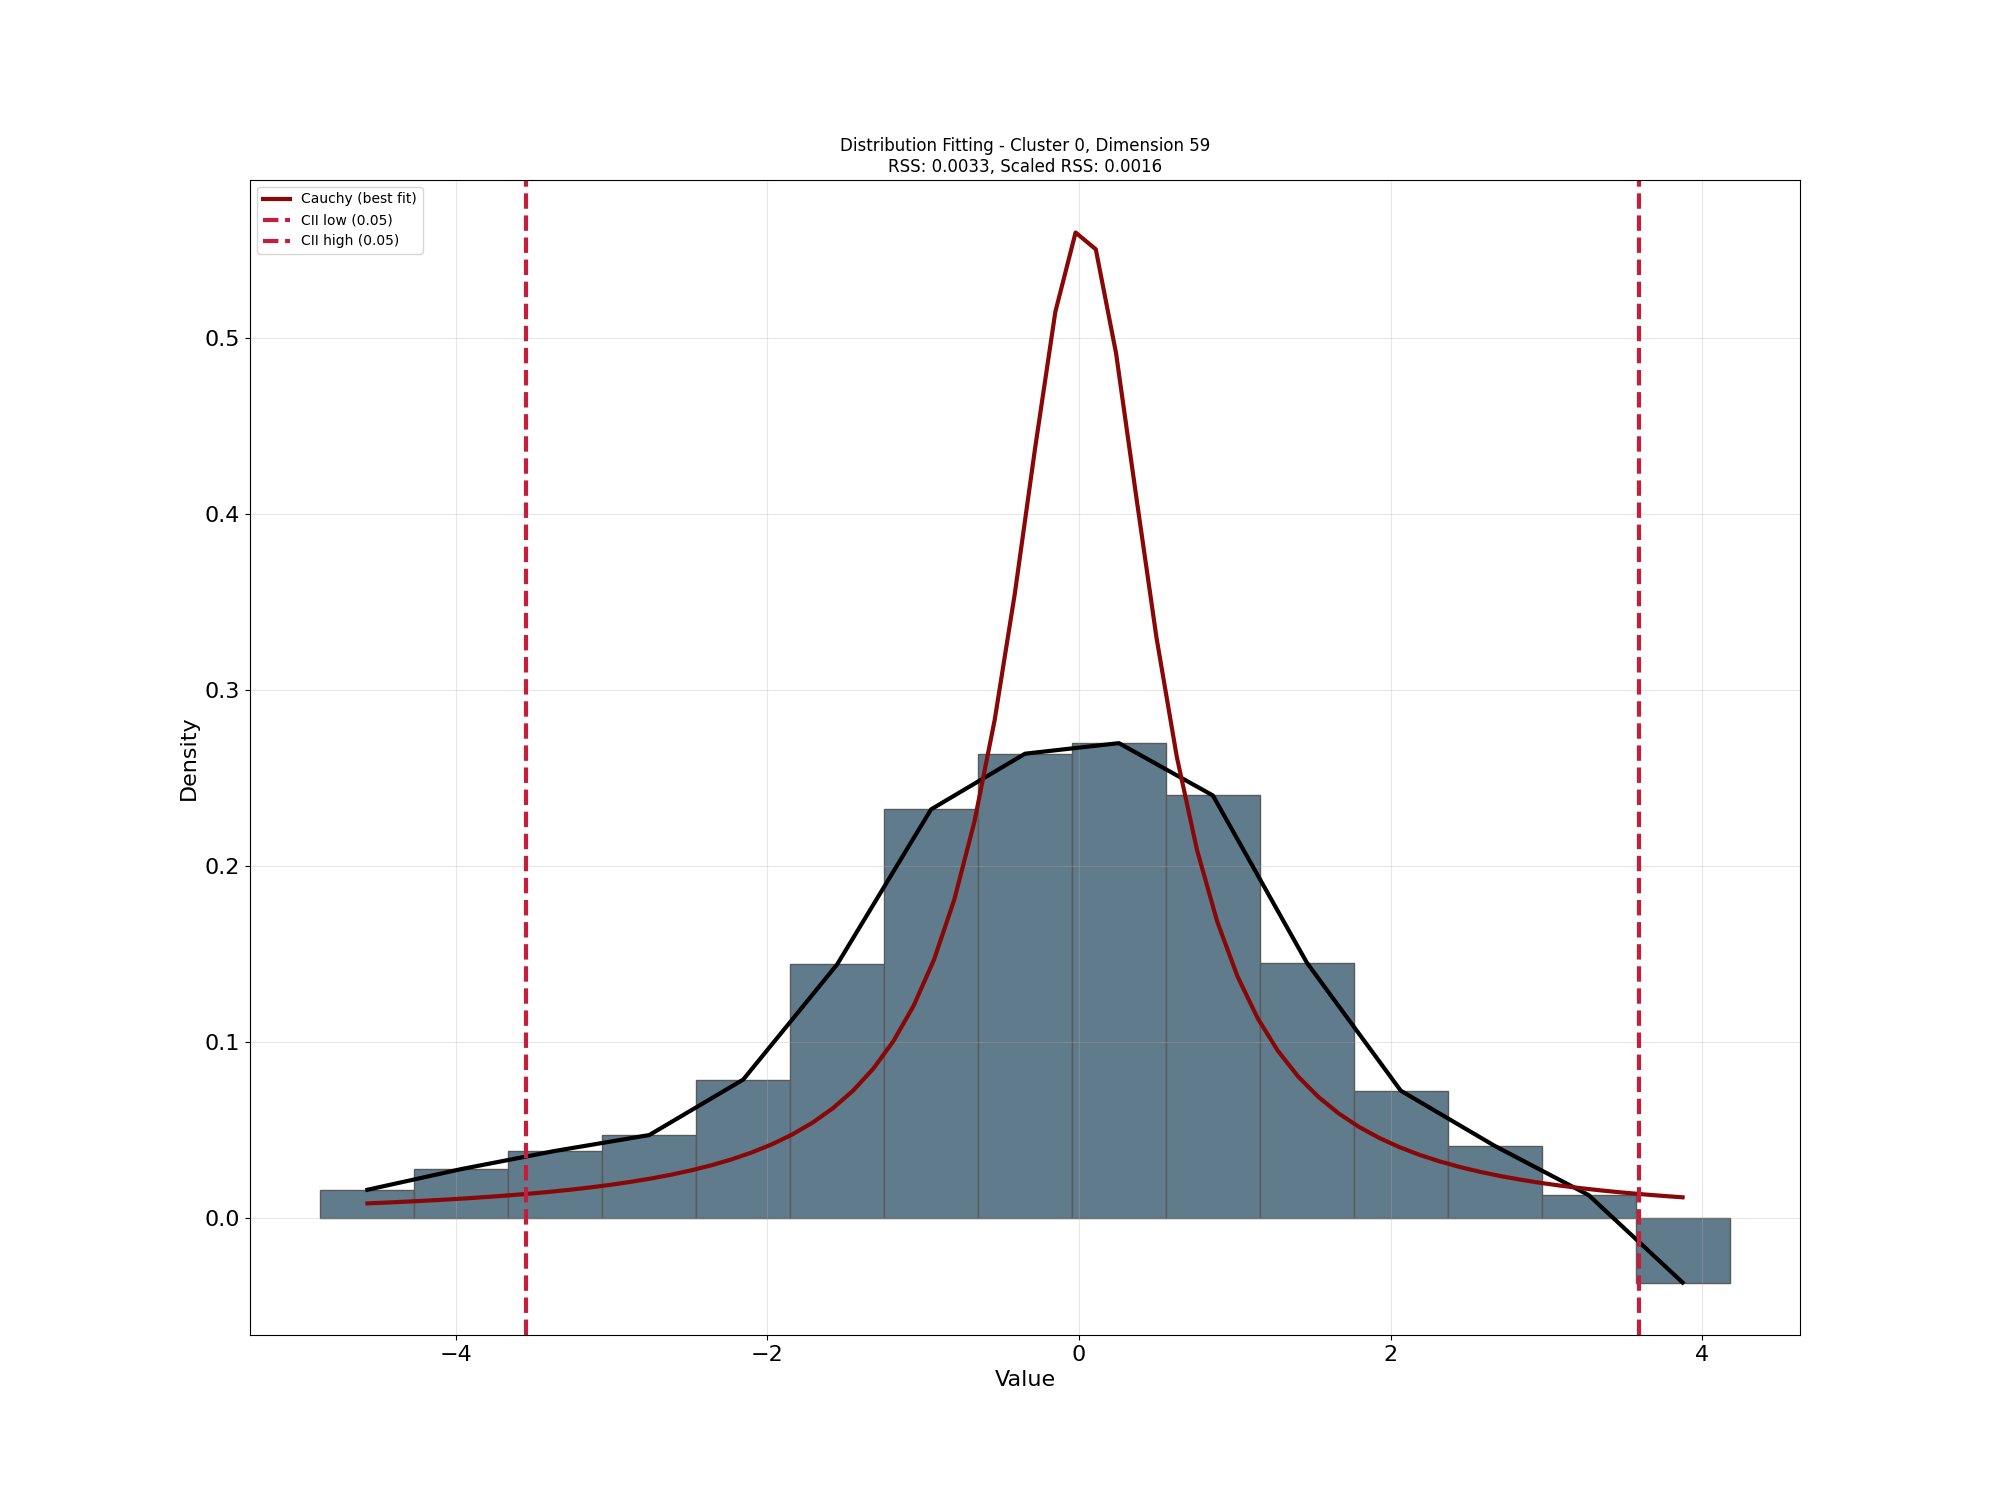 Distribution Fitting - Cluster 0, Dimension 59
RSS: 0.0033, Scaled RSS: 0.0016
Cauchy (best fit)
CII low (0.05)
CII high (0.05)
Density
0.5
0.4
0.3
0.2
0.1
0.0
−4
−2
0
2
4
Value